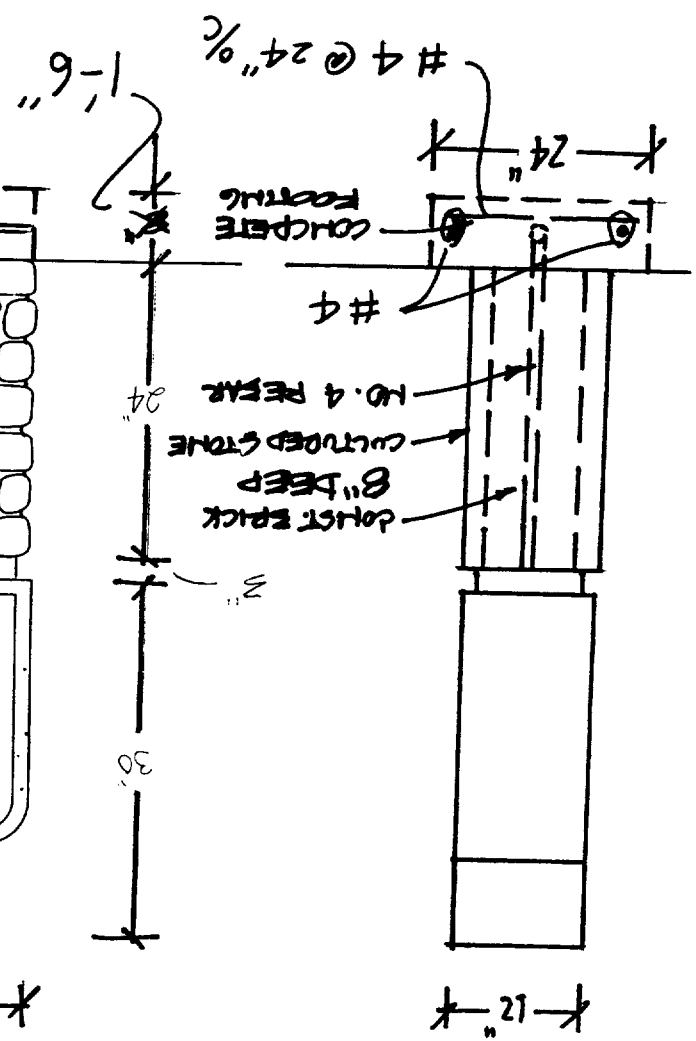 12"
30"
3"
CONST. BRICK
8" DEEP
CULTURED STONE
24"
NO. 4 REBAR
#4
CONCRETE
FOOTING
24"
#4 @ 24" o/c
1'-6"